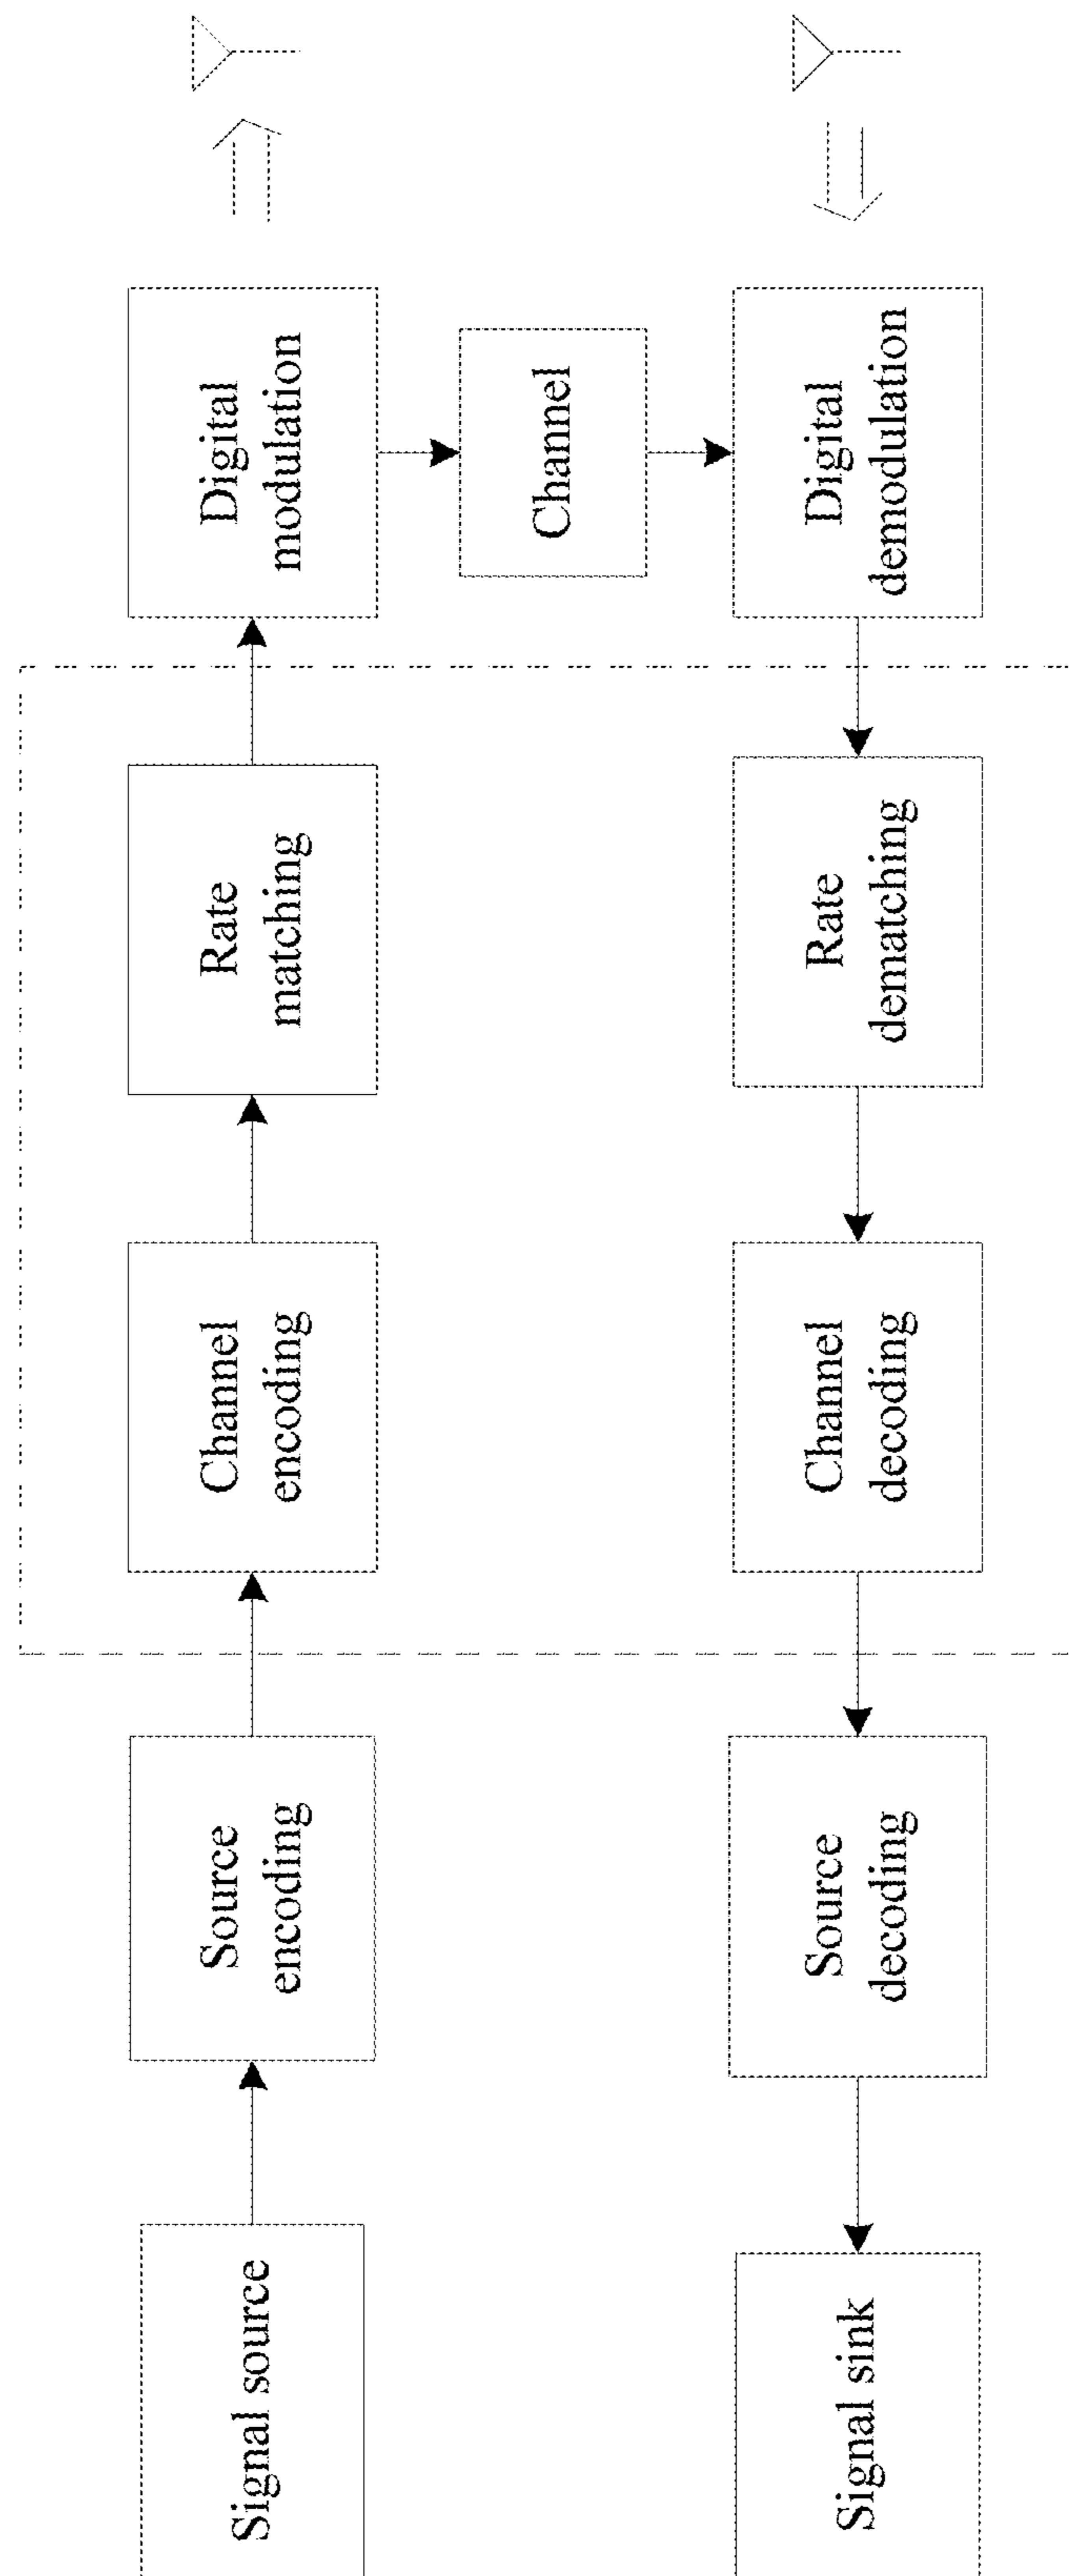 Signal source
Source
encoding
Channel
encoding
Rate
matching
Digital
modulation
Channel
Digital
demodulation
Rate
dematching
Channel
decoding
Source
decoding
Signal sink